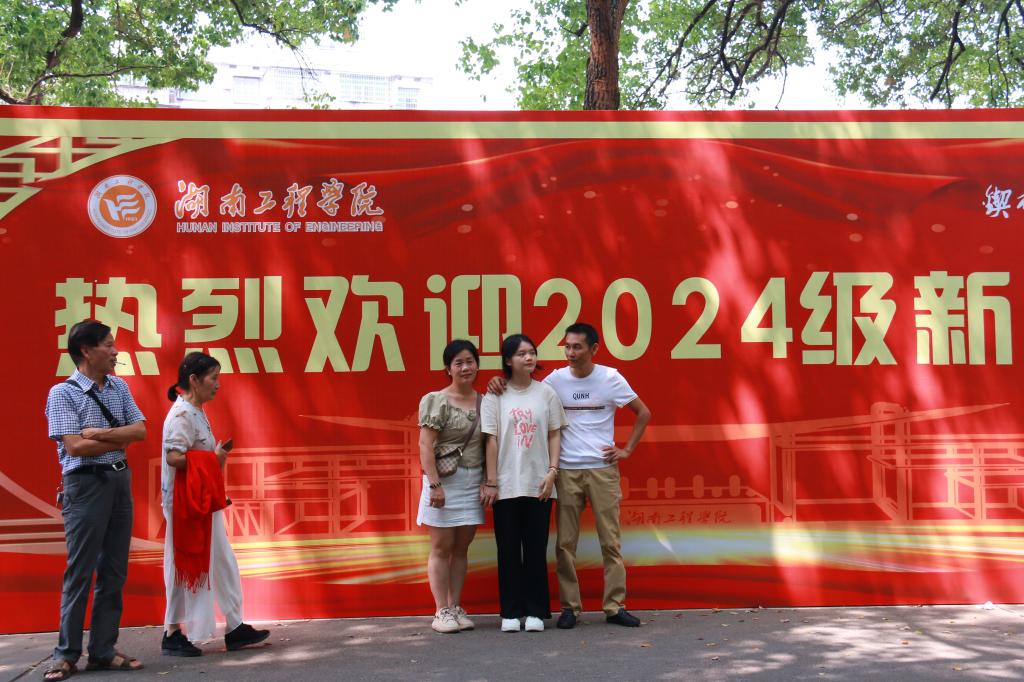 湖南工程学院
HUNAN INSTITUTE OF ENGINEERING
热烈欢迎2024级新
TRY
LOVE
IN!
QUNH
湖南工程学院